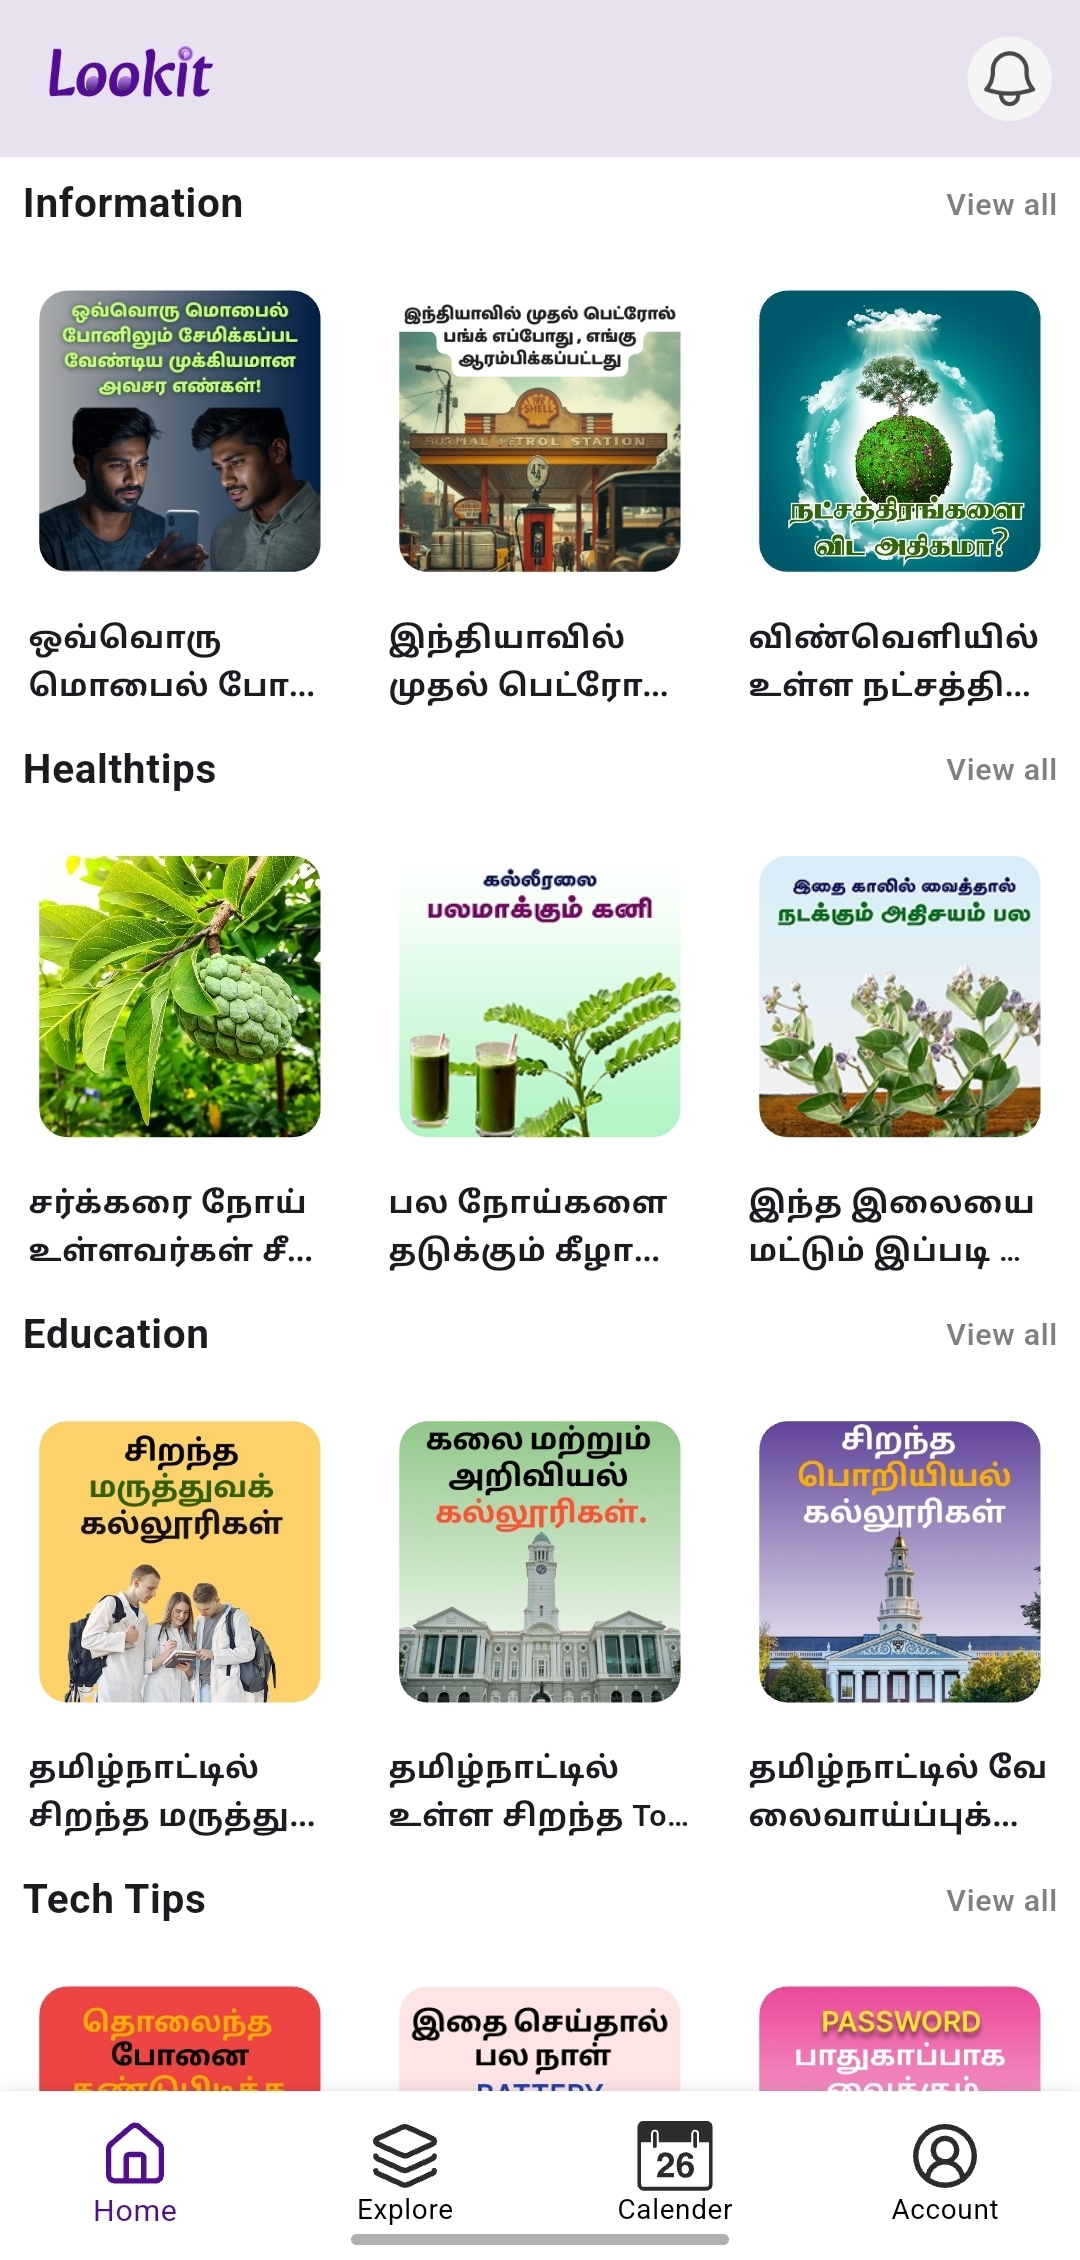 Lookit
Information
View all
ஒவ்வொரு மொபைல்
போனிலும் சேமிக்கப்பட
வேண்டிய முக்கியமான
அவசர எண்கள்!
இந்தியாவில் முதல் பெட்ரோல்
பங்க் எப்போது , எங்கு
ஆரம்பிக்கப்பட்டது
SHELL
BURMAL PETROL STATION
நட்சத்திரங்களை
விட அதிகமா?
ஒவ்வொரு
மொபைல் போ...
இந்தியாவில்
முதல் பெட்ரோ...
விண்வெளியில்
உள்ள நட்சத்தி...
Healthtips
View all
கல்லீரலை
பலமாக்கும் கனி
இதை காலில் வைத்தால்
நடக்கும் அதிசயம் பல
சர்க்கரை நோய்
உள்ளவர்கள் சீ...
பல நோய்களை
தடுக்கும் கீழா...
இந்த இலையை
மட்டும் இப்படி ...
Education
View all
சிறந்த
மருத்துவக்
கல்லூரிகள்
கலை மற்றும்
அறிவியல்
கல்லூரிகள்.
சிறந்த
பொறியியல்
கல்லூரிகள்
தமிழ்நாட்டில்
சிறந்த மருத்து...
தமிழ்நாட்டில்
உள்ள சிறந்த To...
தமிழ்நாட்டில் வே
லைவாய்ப்புக்...
Tech Tips
View all
தொலைந்த
போனை
இதை செய்தால்
பல நாள்
BATTERY
PASSWORD
பாதுகாப்பாக
வைக்கும்
26
Home
Explore
Calender
Account